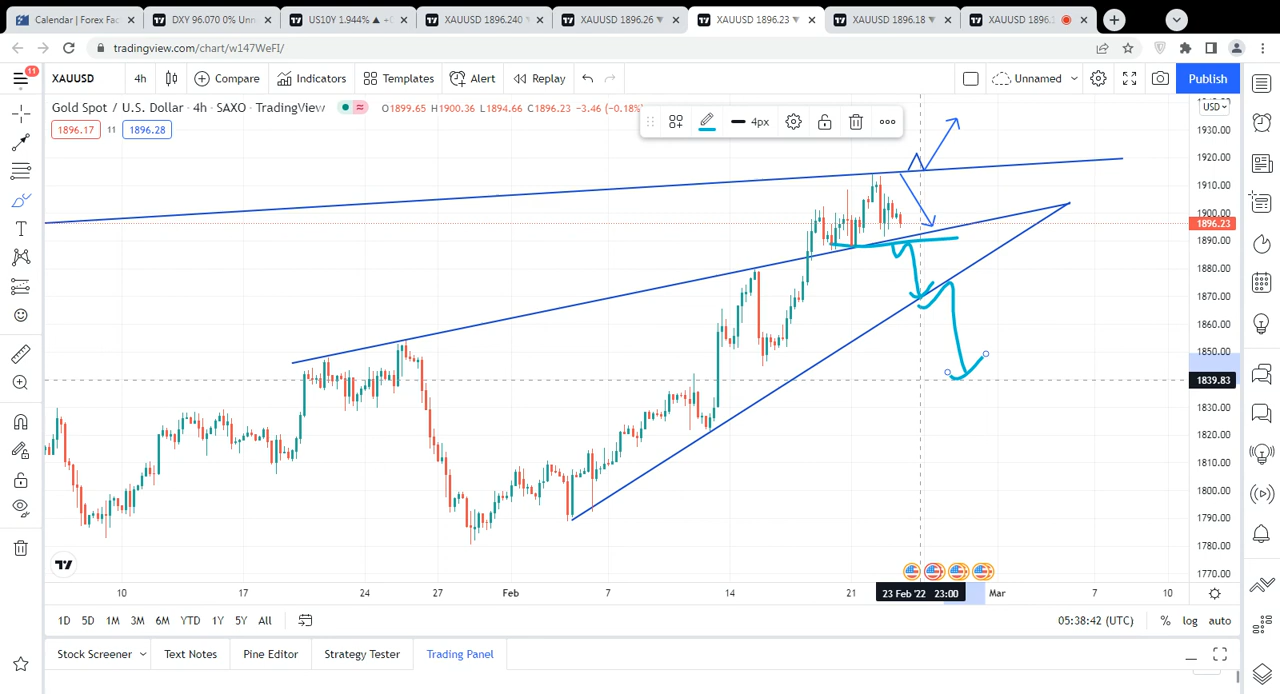 Calendar | Forex Fac
DXY 96.070 0% Unn
US10Y 1.944% ▲ +
XAUUSD 1896.240
XAUUSD 1896.26 ▼
XAUUSD 1896.23 ▼
XAUUSD 1896.18 ▼
XAUUSD 1896.
tradingview.com/chart/w147WeFI/
11
XAUUSD
4h
Compare
Indicators
Templates
Alert
Replay
Unnamed
Publish
Gold Spot / U.S. Dollar · 4h · SAXO · TradingView
O1899.65 H1900.36 L1894.66 C1896.23 −3.46 (−0.18%)
1896.17 11 1896.28
4px
USD
1930.00
1920.00
1910.00
1900.00
1896.23
1890.00
1880.00
1870.00
1860.00
1850.00
1839.83
1830.00
1820.00
1810.00
1800.00
1790.00
1780.00
1770.00
10 17 24 27 Feb 7 14 21 23 Feb '22 23:00 Mar 7 10
1D 5D 1M 3M 6M YTD 1Y 5Y All
05:38:42 (UTC) % log auto
Stock Screener
Text Notes
Pine Editor
Strategy Tester
Trading Panel